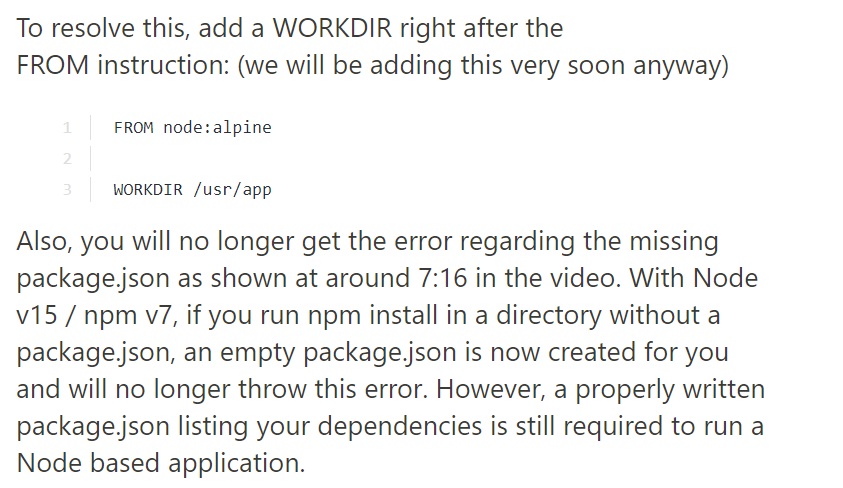 To resolve this, add a WORKDIR right after the
FROM instruction: (we will be adding this very soon anyway)
1 FROM node:alpine
2
3 WORKDIR /usr/app
Also, you will no longer get the error regarding the missing
package.json as shown at around 7:16 in the video. With Node
v15 / npm v7, if you run npm install in a directory without a
package.json, an empty package.json is now created for you
and will no longer throw this error. However, a properly written
package.json listing your dependencies is still required to run a
Node based application.